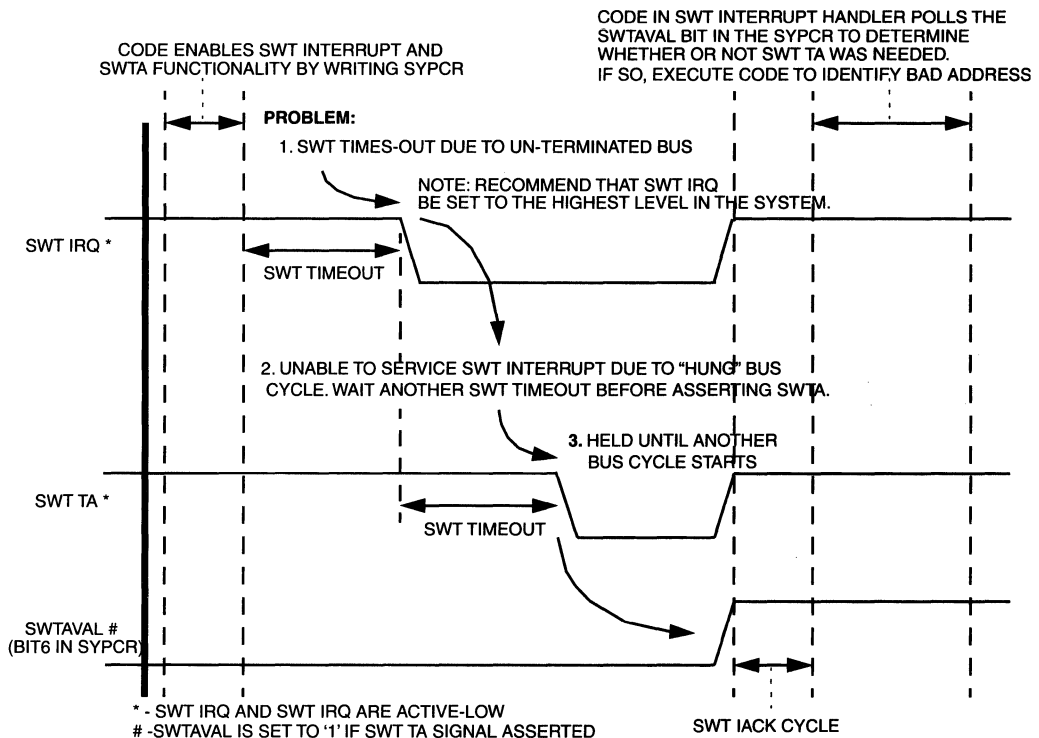 CODE IN SWT INTERRUPT HANDLER POLLS THE
SWTAVAL BIT IN THE SYPCR TO DETERMINE
WHETHER OR NOT SWT TA WAS NEEDED.
IF SO, EXECUTE CODE TO IDENTIFY BAD ADDRESS
CODE ENABLES SWT INTERRUPT AND
SWTA FUNCTIONALITY BY WRITING SYPCR
PROBLEM:
1. SWT TIMES-OUT DUE TO UN-TERMINATED BUS
NOTE: RECOMMEND THAT SWT IRQ
BE SET TO THE HIGHEST LEVEL IN THE SYSTEM.
SWT IRQ *
SWT TIMEOUT
2. UNABLE TO SERVICE SWT INTERRUPT DUE TO “HUNG” BUS
CYCLE. WAIT ANOTHER SWT TIMEOUT BEFORE ASSERTING SWTA.
3. HELD UNTIL ANOTHER
BUS CYCLE STARTS
SWT TA *
SWT TIMEOUT
SWTAVAL #
(BIT6 IN SYPCR)
* - SWT IRQ AND SWT IRQ ARE ACTIVE-LOW
# -SWTAVAL IS SET TO ‘1’ IF SWT TA SIGNAL ASSERTED
SWT IACK CYCLE